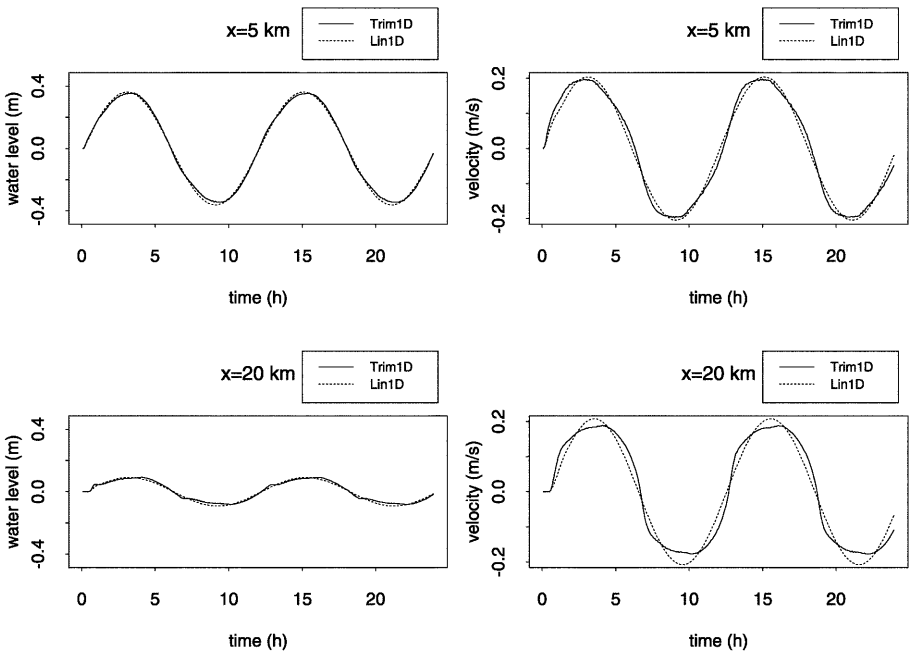 x=5 km
Trim1D
Lin1D
water level (m)
0.4
0.0
-0.4
0
5
10
15
20
time (h)
x=5 km
Trim1D
Lin1D
velocity (m/s)
0.2
0.0
-0.2
0
5
10
15
20
time (h)
x=20 km
Trim1D
Lin1D
water level (m)
0.4
0.0
-0.4
0
5
10
15
20
time (h)
x=20 km
Trim1D
Lin1D
velocity (m/s)
0.2
0.0
-0.2
0
5
10
15
20
time (h)